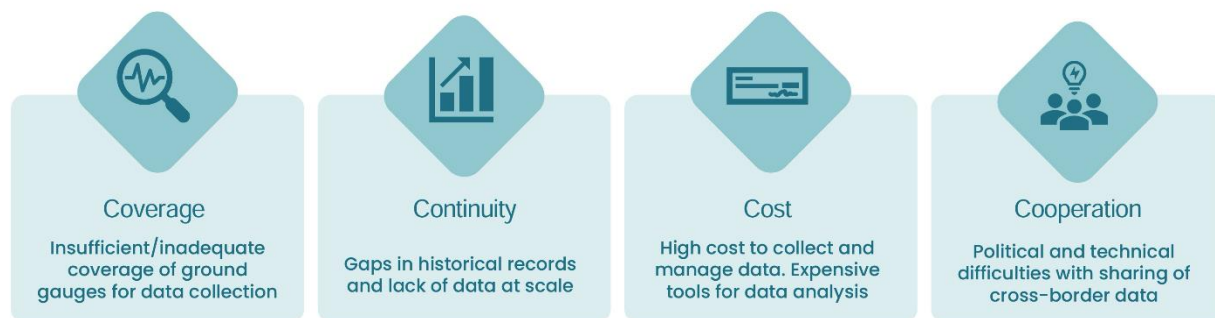 Coverage
Insufficient/inadequate
coverage of ground
gauges for data collection
Continuity
Gaps in historical records
and lack of data at scale
Cost
High cost to collect and
manage data. Expensive
tools for data analysis
Cooperation
Political and technical
difficulties with sharing of
cross-border data